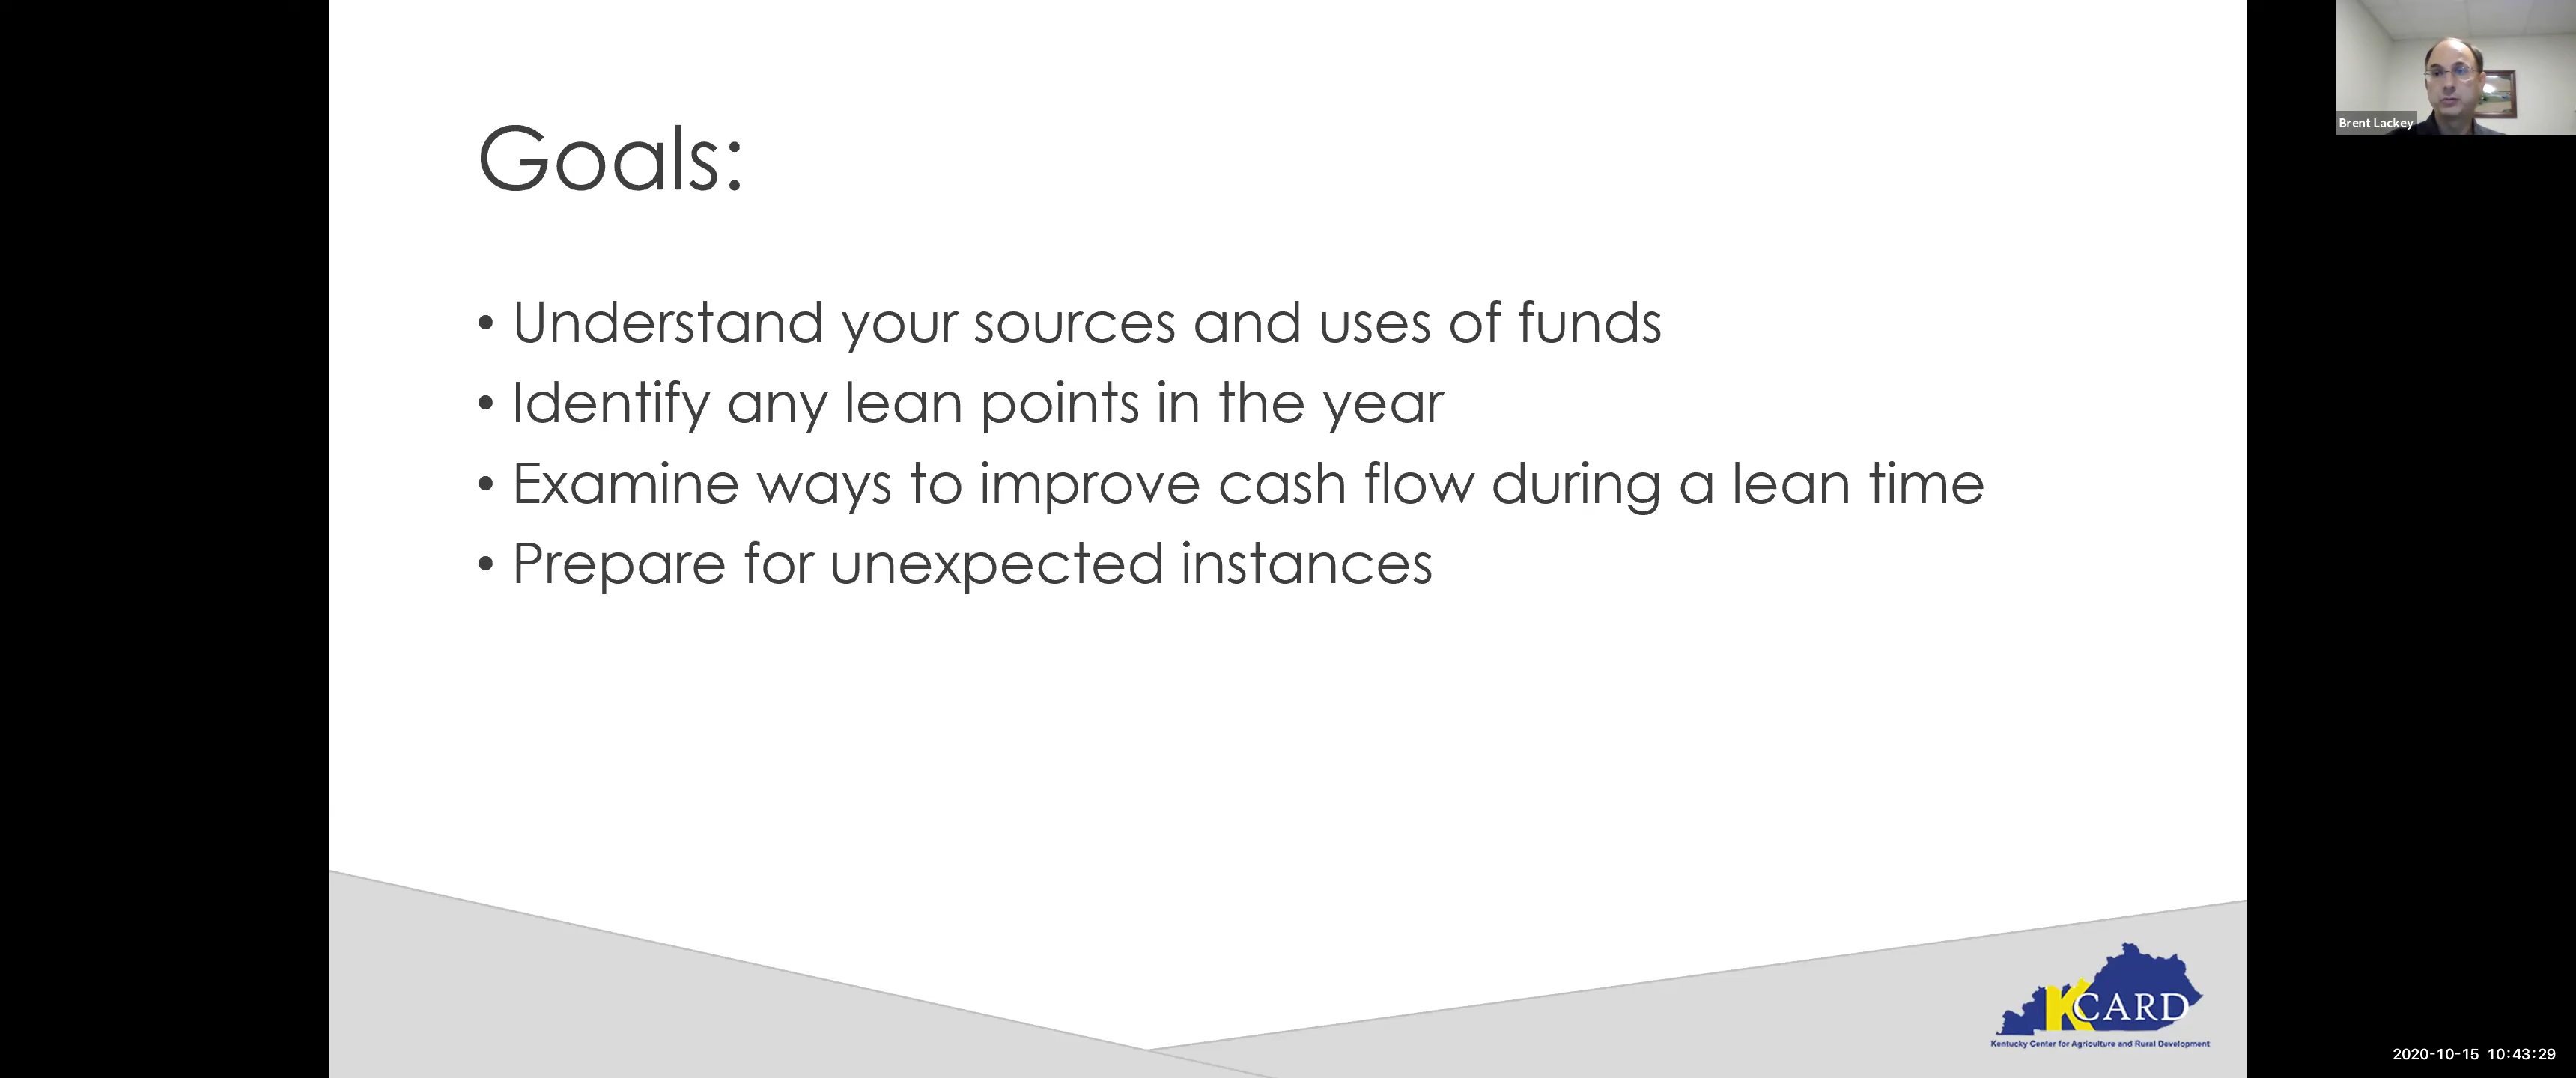 Goals:
• Understand your sources and uses of funds
• Identify any lean points in the year
• Examine ways to improve cash flow during a lean time
• Prepare for unexpected instances
Brent Lackey
KCARD
Kentucky Center for Agriculture and Rural Development
2020-10-15 10:43:29